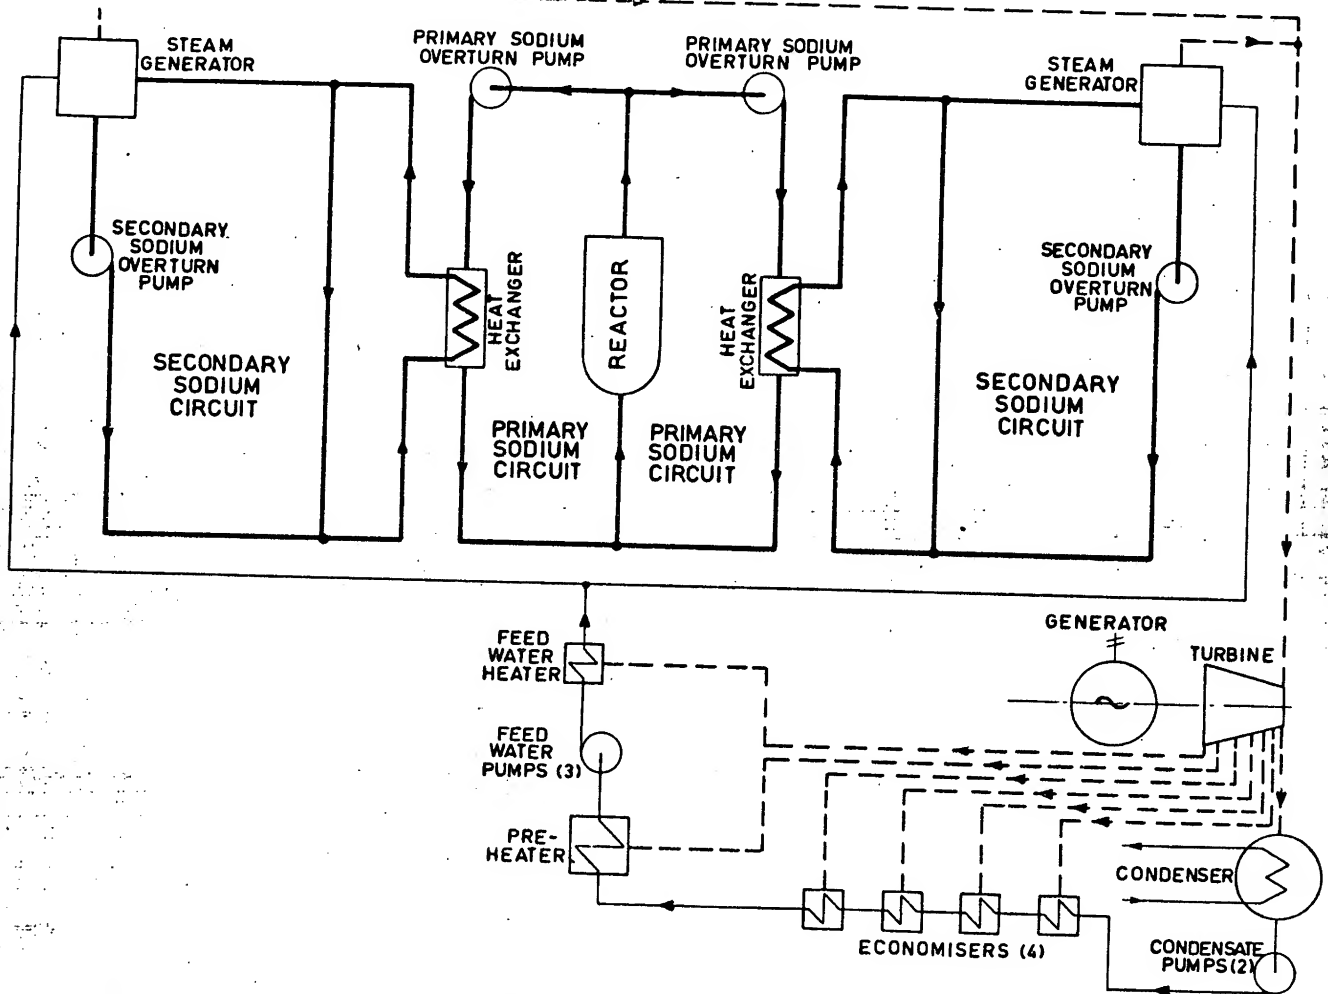 STEAM
GENERATOR
PRIMARY SODIUM
OVERTURN PUMP
PRIMARY SODIUM
OVERTURN PUMP
STEAM
GENERATOR
SECONDARY
SODIUM
OVERTURN
PUMP
HEAT
EXCHANGER
REACTOR
HEAT
EXCHANGER
SECONDARY
SODIUM
OVERTURN
PUMP
SECONDARY
SODIUM
CIRCUIT
PRIMARY
SODIUM
CIRCUIT
PRIMARY
SODIUM
CIRCUIT
SECONDARY
SODIUM
CIRCUIT
FEED
WATER
HEATER
GENERATOR
TURBINE
FEED
WATER
PUMPS (3)
PRE-
HEATER
CONDENSER
ECONOMISERS (4)
CONDENSATE
PUMPS (2)